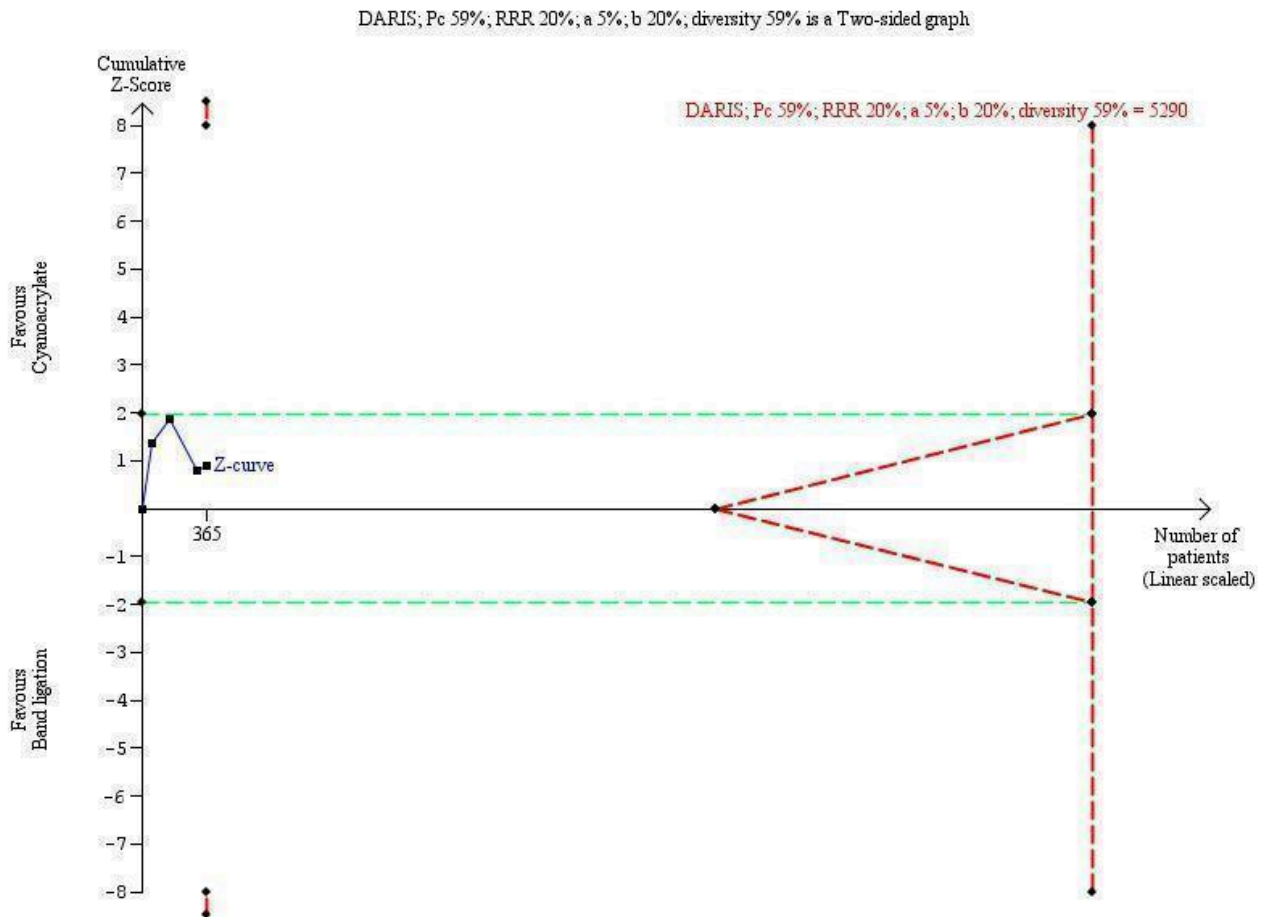 DARIS; Pc 59%; RRR 20%; a 5%; b 20%; diversity 59% is a Two-sided graph
Cumulative
Z-Score
DARIS; Pc 59%; RRR 20%; a 5%; b 20%; diversity 59% = 5290
8
7
6
5
4
3
2
1
-1
-2
-3
-4
-5
-6
-7
-8
Favours
Cyanoacrylate
Favours
Band ligation
Z-curve
365
Number of
patients
(Linear scaled)